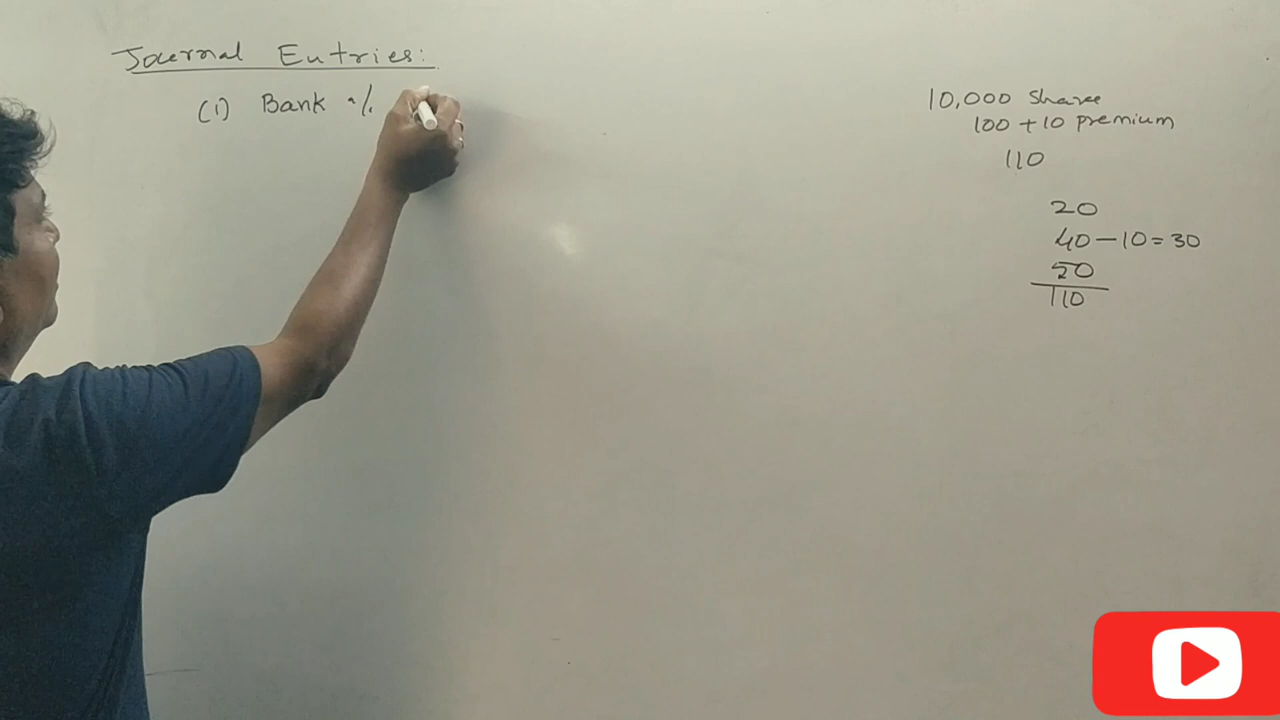 Journal Entries:
(1) Bank a/c
10,000 Shares
100 + 10 premium
110
20
40 - 10 = 30
50
110